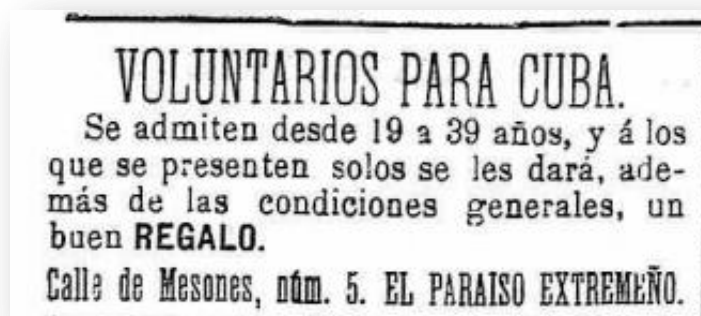 VOLUNTARIOS PARA CUBA.
Se admiten desde 19 a 39 años, y á los
que se presenten solos se les dará, ade-
más de las condiciones generales, un
buen REGALO.
Calle de Mesones, núm. 5. EL PARAISO EXTREMEÑO.